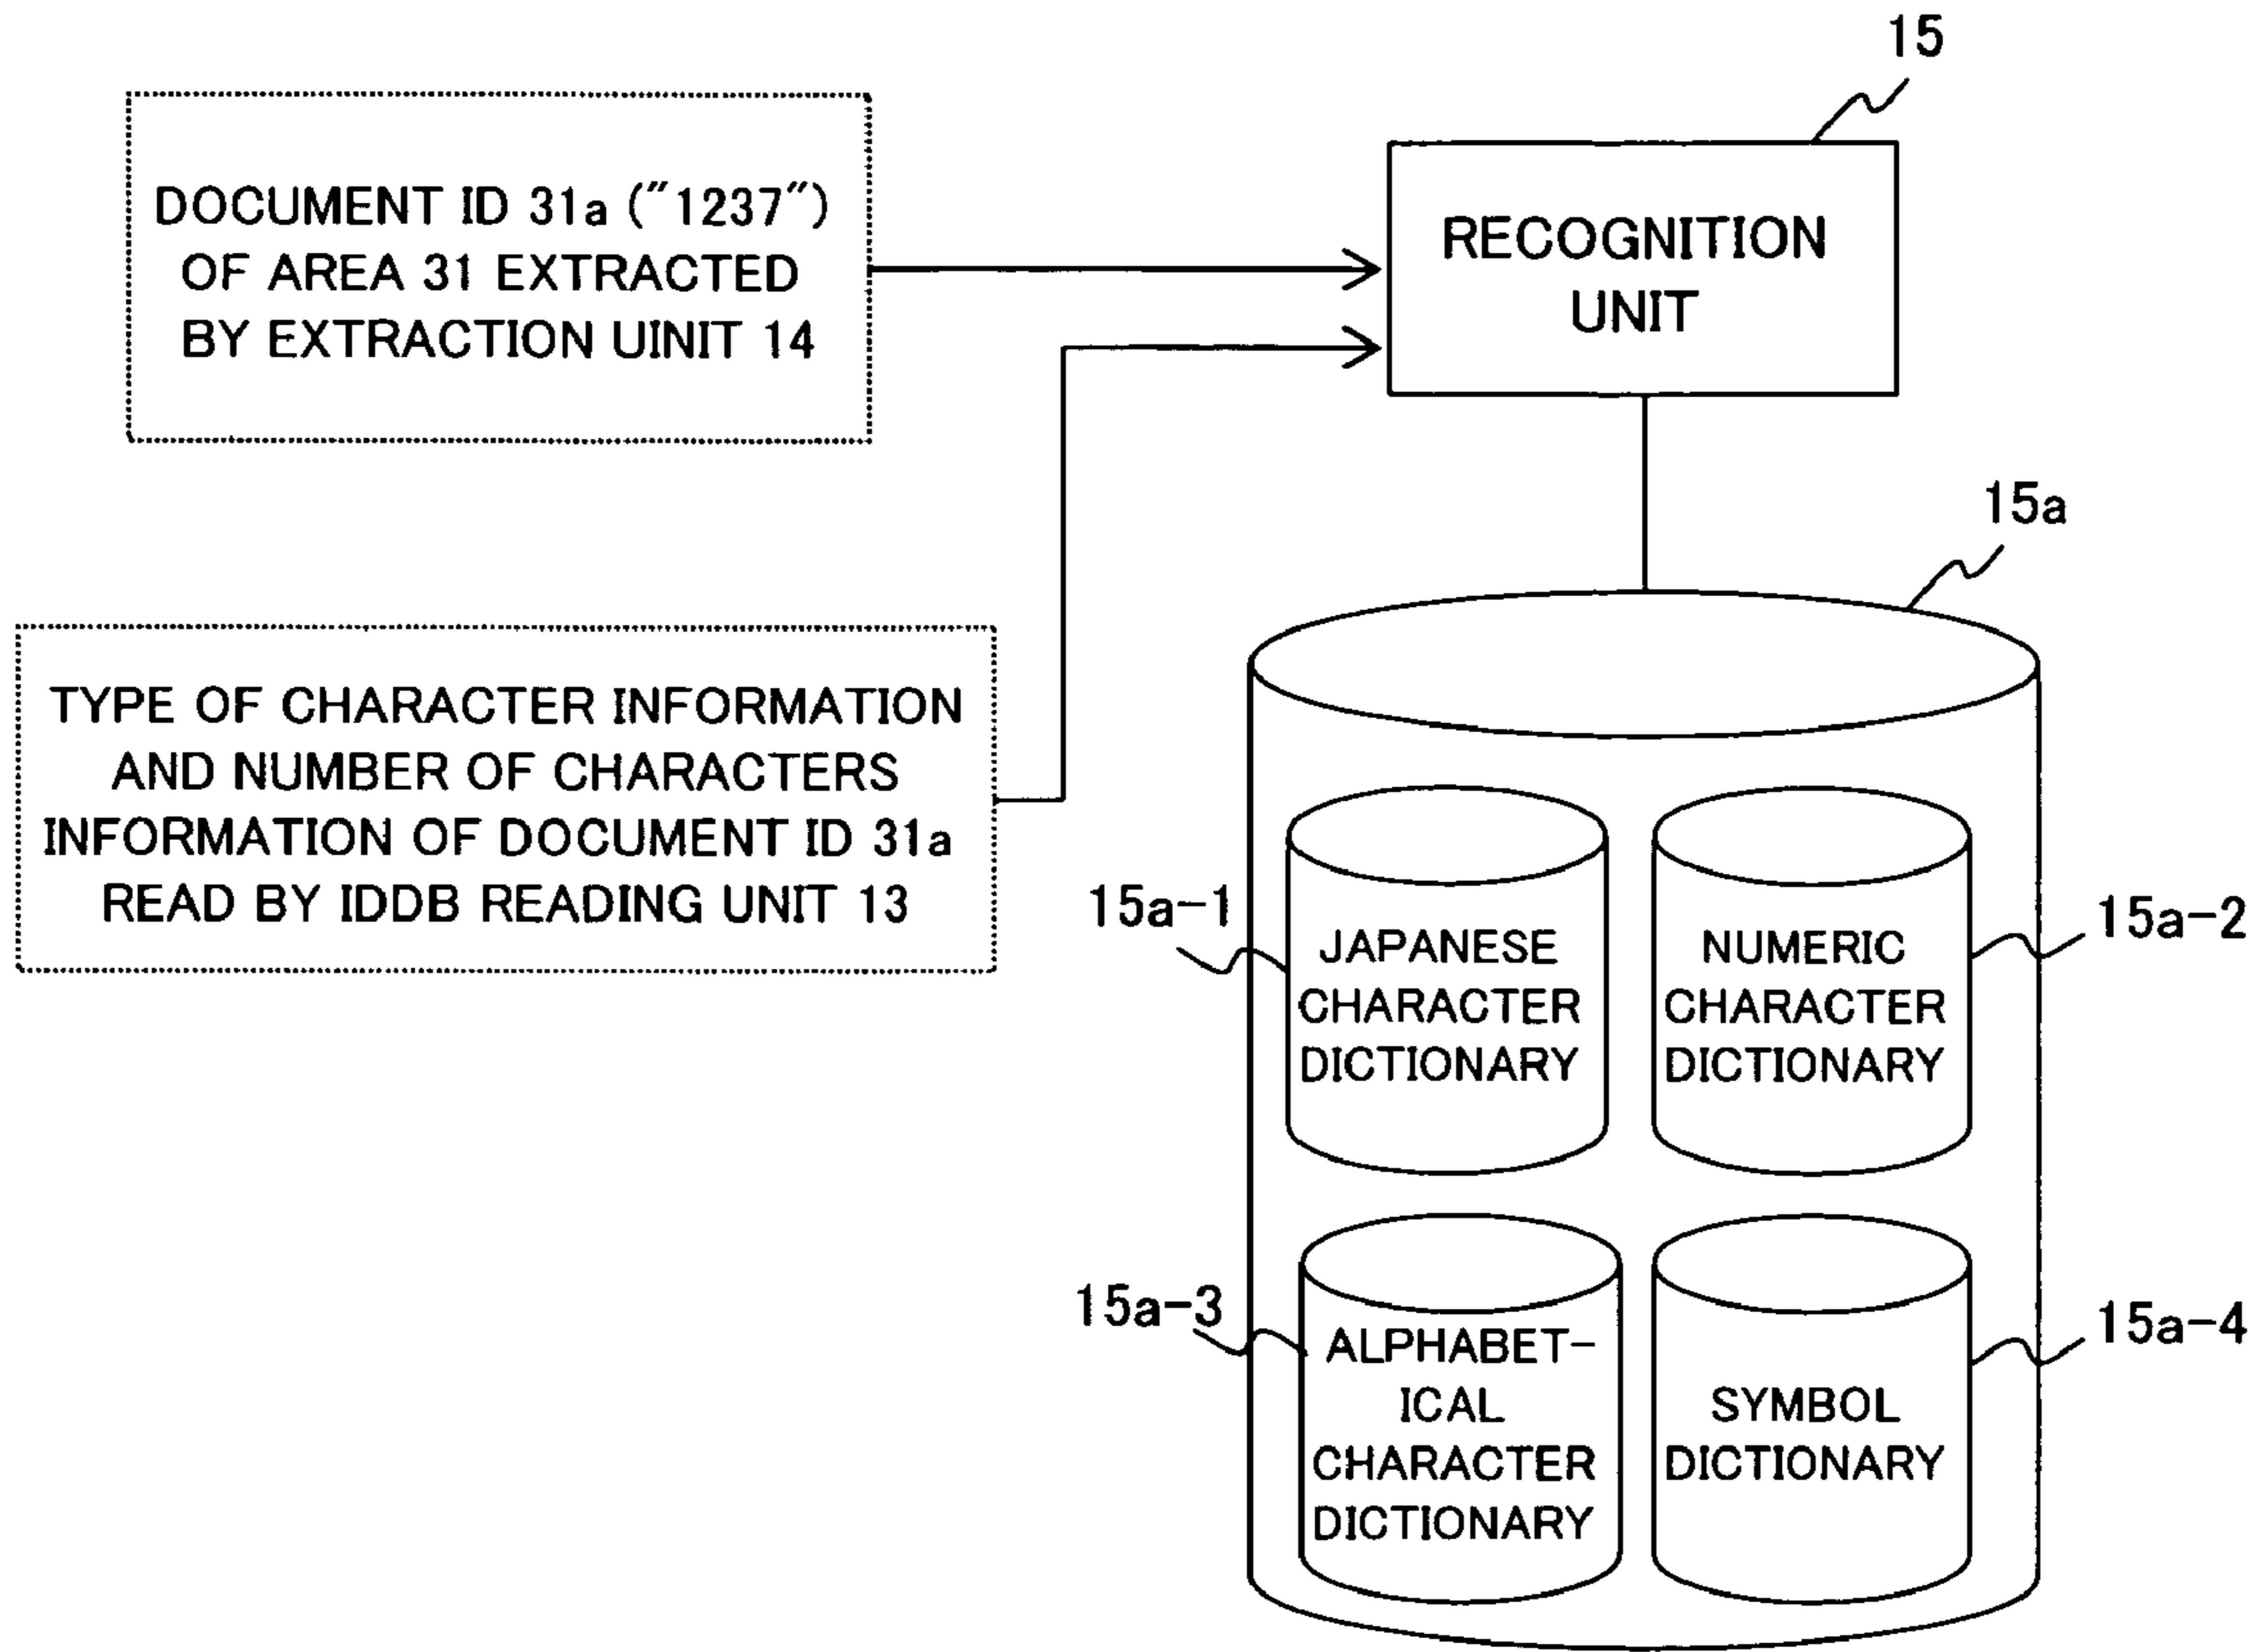 15
DOCUMENT ID 31a ("1237")
OF AREA 31 EXTRACTED
BY EXTRACTION UINIT 14
RECOGNITION
UNIT
15a
TYPE OF CHARACTER INFORMATION
AND NUMBER OF CHARACTERS
INFORMATION OF DOCUMENT ID 31a
READ BY IDDB READING UNIT 13
15a-1
JAPANESE
CHARACTER
DICTIONARY
NUMERIC
CHARACTER
DICTIONARY
15a-2
15a-3
ALPHABET-
ICAL
CHARACTER
DICTIONARY
SYMBOL
DICTIONARY
15a-4